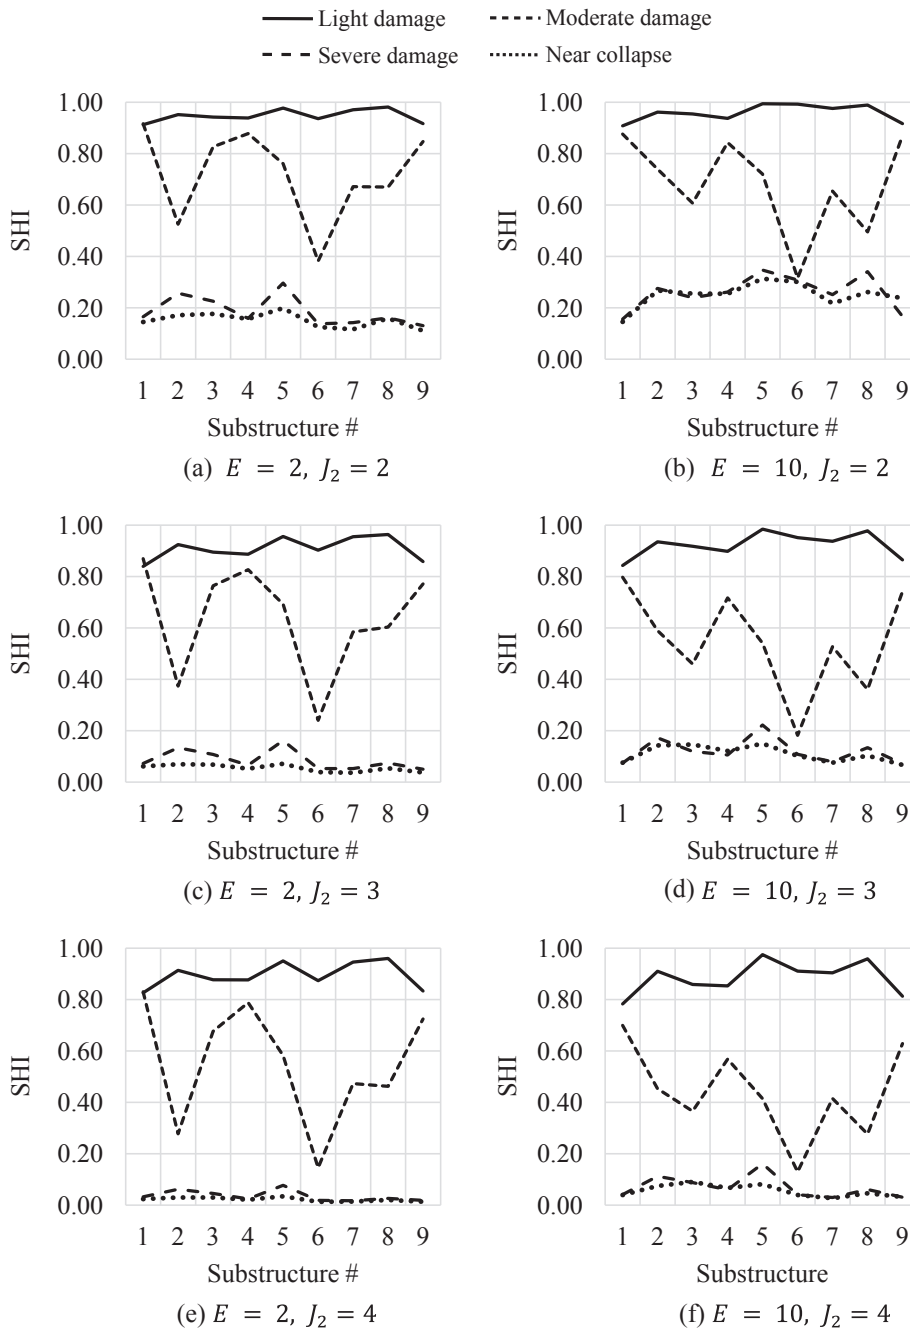 Light damage Moderate damage
Severe damage Near collapse
1.00 1.00
0.80 0.80
0.60 0.60
SHI SHI
0.40 0.40
0.20 0.20
0.00 0.00
1 2 3 4 5 6 7 8 9 1 2 3 4 5 6 7 8 9
Substructure # Substructure #
(a) E = 2, J₂ = 2 (b) E = 10, J₂ = 2
1.00 1.00
0.80 0.80
0.60 0.60
SHI SHI
0.40 0.40
0.20 0.20
0.00 0.00
1 2 3 4 5 6 7 8 9 1 2 3 4 5 6 7 8 9
Substructure # Substructure #
(c) E = 2, J₂ = 3 (d) E = 10, J₂ = 3
1.00 1.00
0.80 0.80
0.60 0.60
SHI SHI
0.40 0.40
0.20 0.20
0.00 0.00
1 2 3 4 5 6 7 8 9 1 2 3 4 5 6 7 8 9
Substructure # Substructure
(e) E = 2, J₂ = 4 (f) E = 10, J₂ = 4